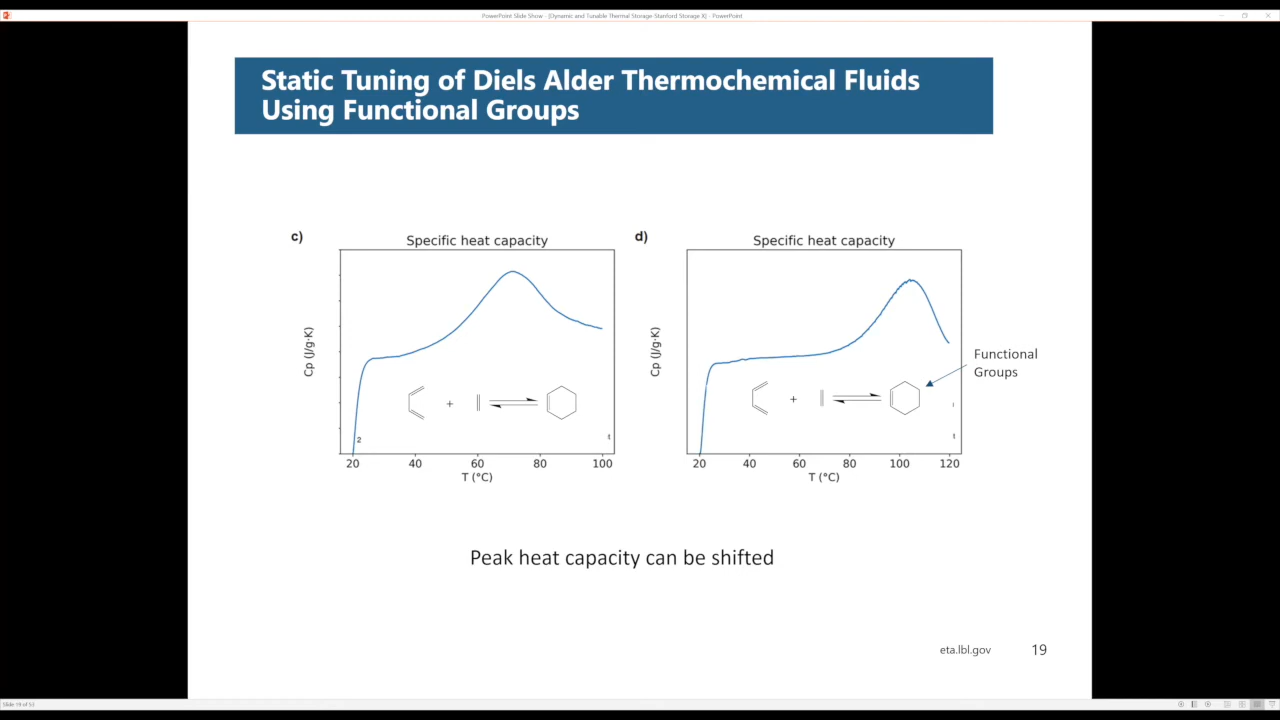 PowerPoint Slide Show - [Dynamic and Tunable Thermal Storage-Stanford Storage X] - PowerPoint
Static Tuning of Diels Alder Thermochemical Fluids
Using Functional Groups
c)
Specific heat capacity
Cp (J/g·K)
+
2
t
20 40 60 80 100
T (°C)
d)
Specific heat capacity
Cp (J/g·K)
+
t
20 40 60 80 100 120
T (°C)
Functional
Groups
Peak heat capacity can be shifted
eta.lbl.gov 19